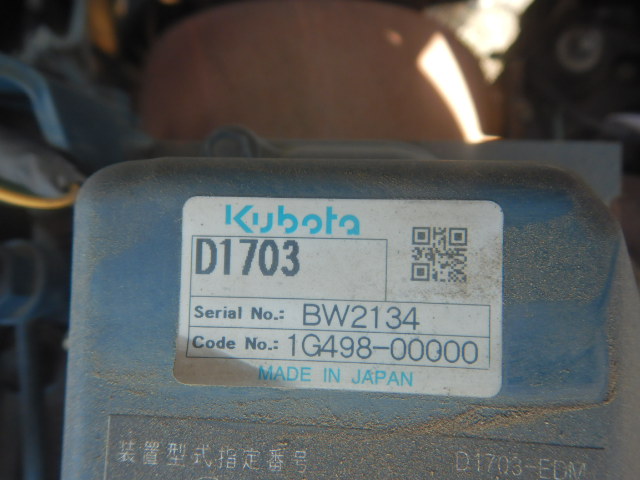 Kubota
D1703
Serial No.: BW2134
Code No.: 1G498-00000
MADE IN JAPAN
装置型式指定番号 D1703-EDM